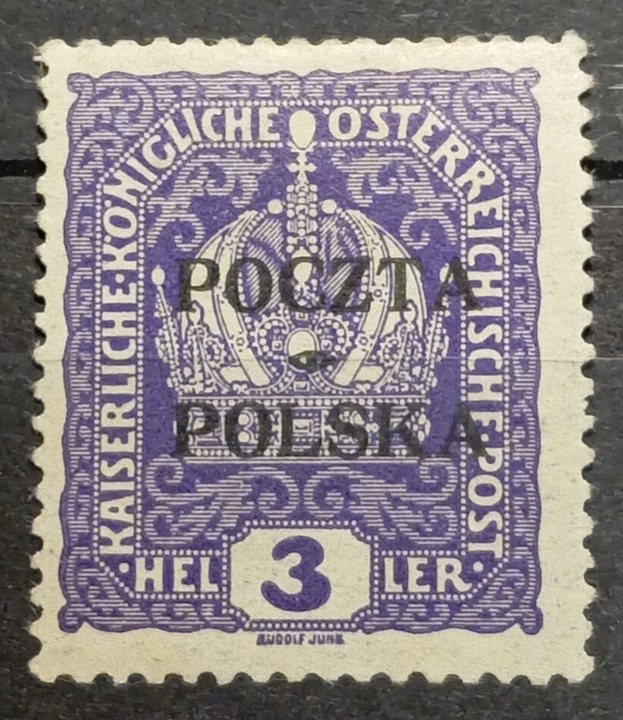 KAISERLICHE·KÖNIGLICHE ÖSTERREICHISCHE·POST·
POCZTA
POLSKA
·HEL LER·
3
RUDOLF JUNK